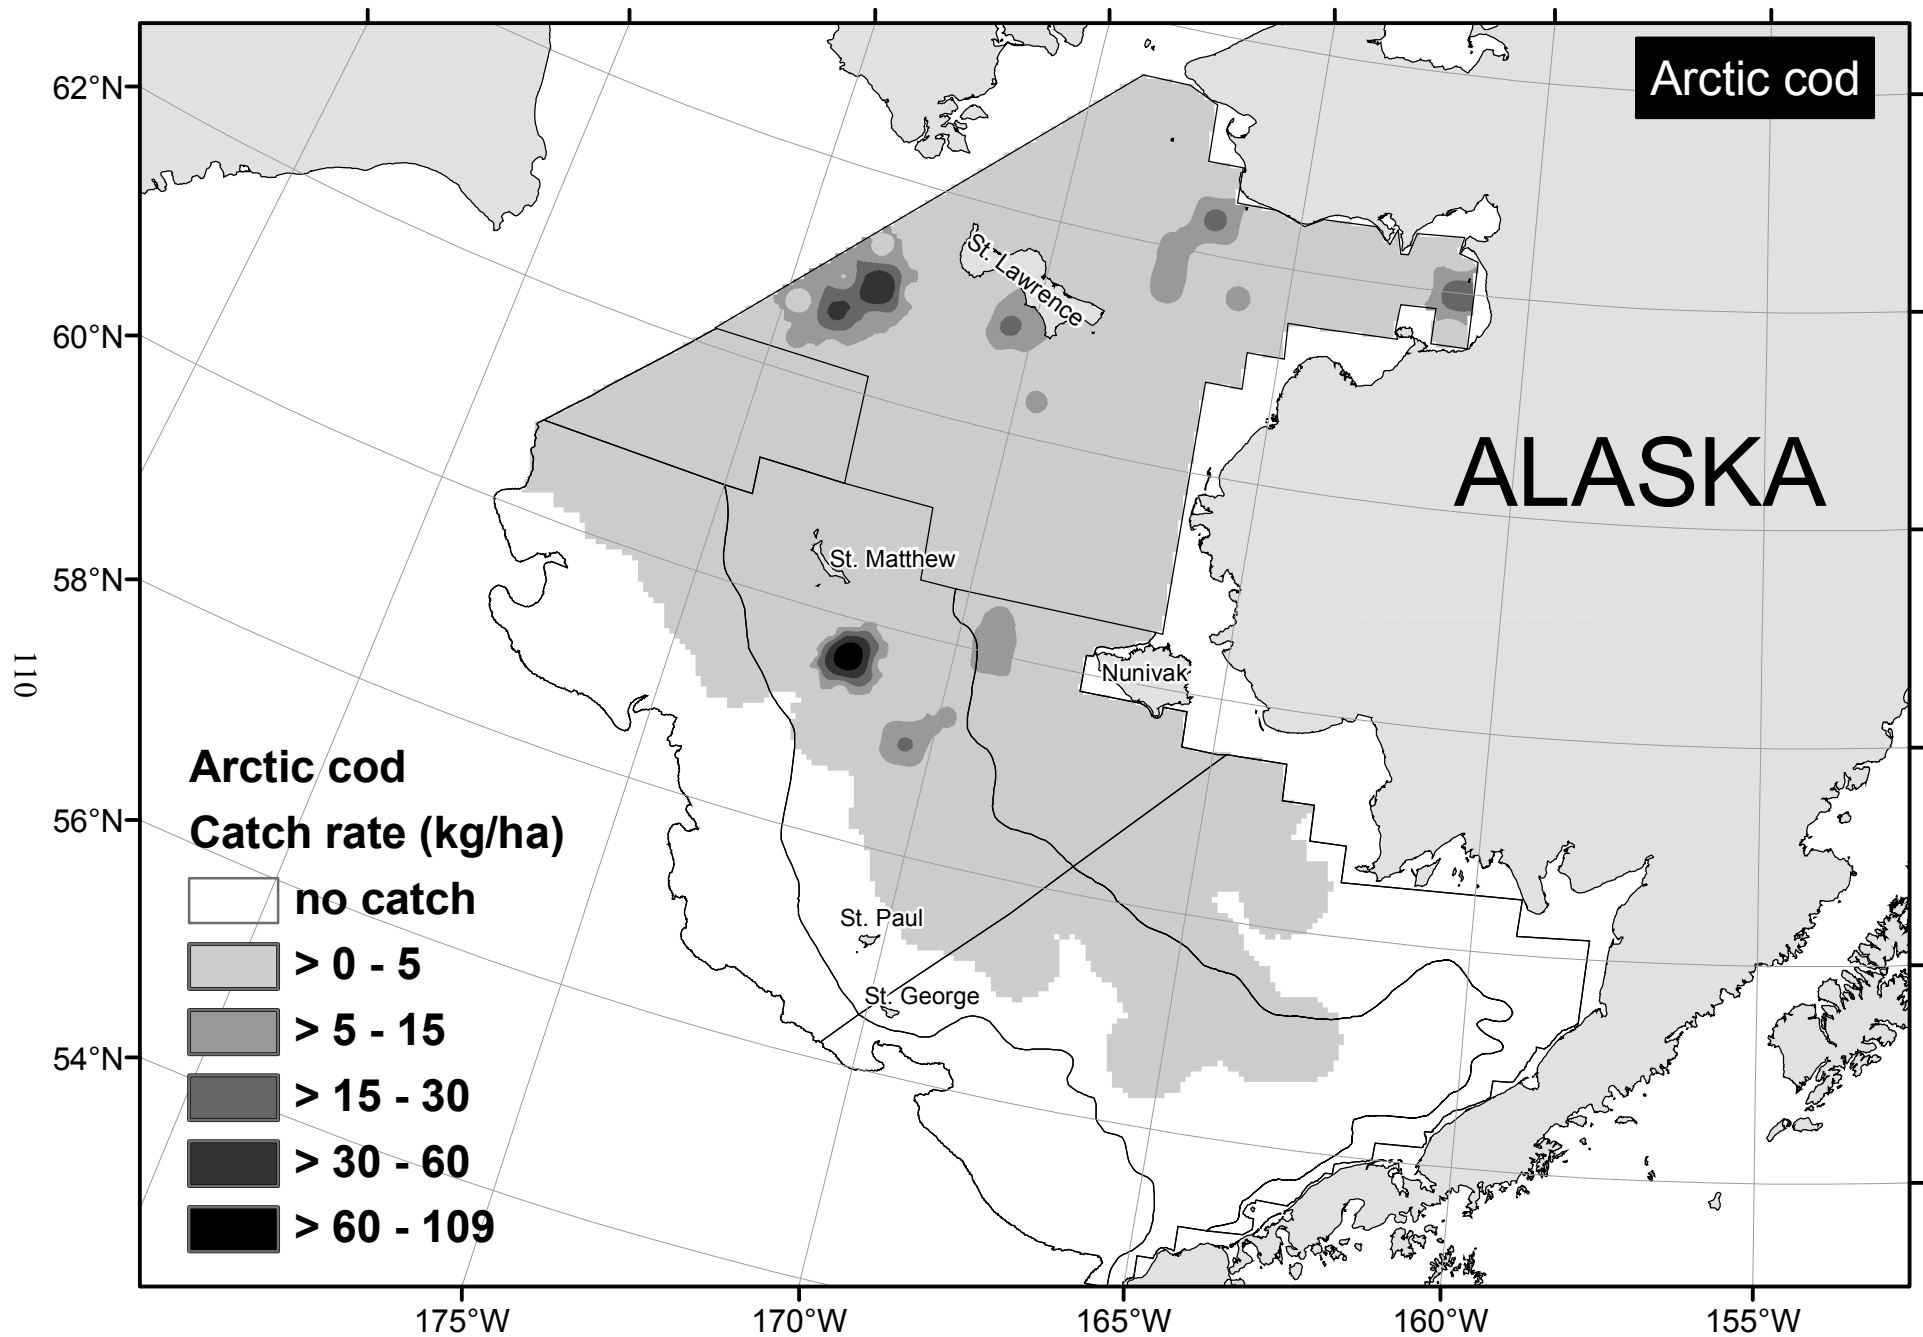 Arctic cod
62°N
60°N
58°N
56°N
54°N
St. Lawrence
ALASKA
St. Matthew
Nunivak
St. Paul
St. George
110
Arctic cod
Catch rate (kg/ha)
no catch
> 0 - 5
> 5 - 15
> 15 - 30
> 30 - 60
> 60 - 109
175°W
170°W
165°W
160°W
155°W